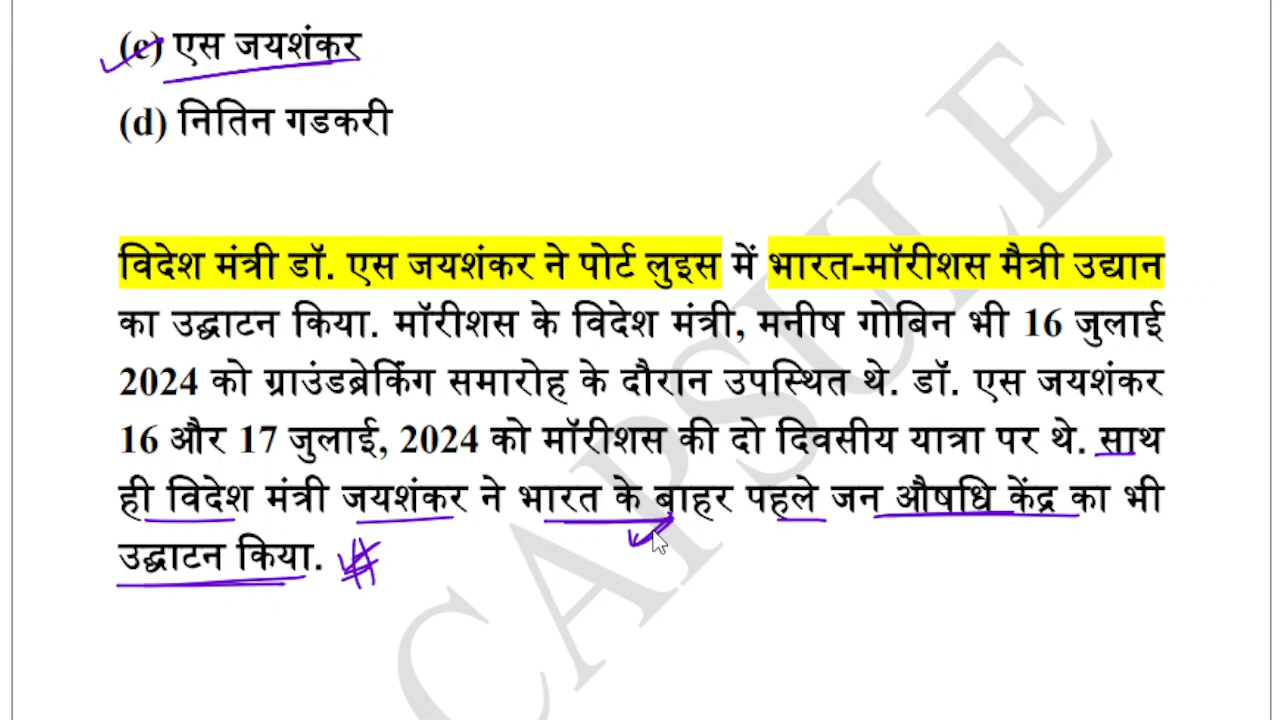 (c) एस जयशंकर
(d) नितिन गडकरी
विदेश मंत्री डॉ. एस जयशंकर ने पोर्ट लुइस में भारत-मॉरीशस मैत्री उद्यान
का उद्घाटन किया. मॉरीशस के विदेश मंत्री, मनीष गोबिन भी 16 जुलाई
2024 को ग्राउंडब्रेकिंग समारोह के दौरान उपस्थित थे. डॉ. एस जयशंकर
16 और 17 जुलाई, 2024 को मॉरीशस की दो दिवसीय यात्रा पर थे. साथ
ही विदेश मंत्री जयशंकर ने भारत के बाहर पहले जन औषधि केंद्र का भी
उद्घाटन किया.
CAPSULE